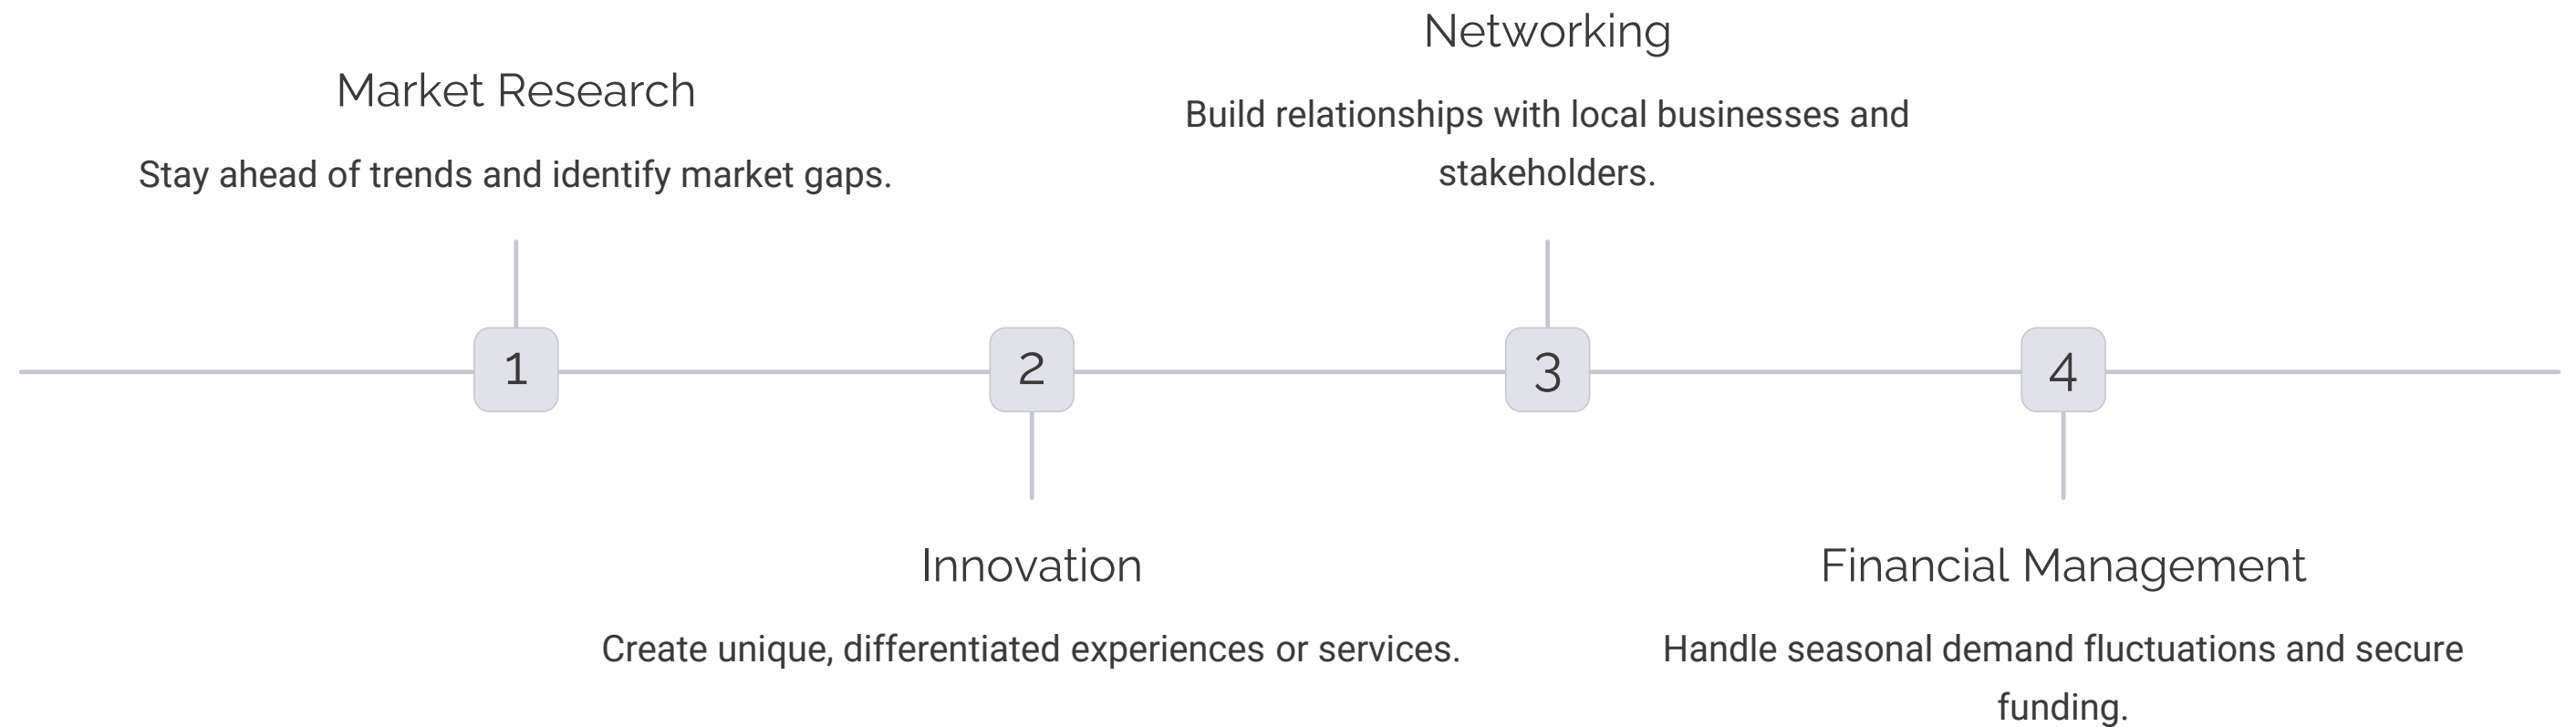 Market Research
Stay ahead of trends and identify market gaps.
1
2
Innovation
Create unique, differentiated experiences or services.
Networking
Build relationships with local businesses and
stakeholders.
3
4
Financial Management
Handle seasonal demand fluctuations and secure
funding.